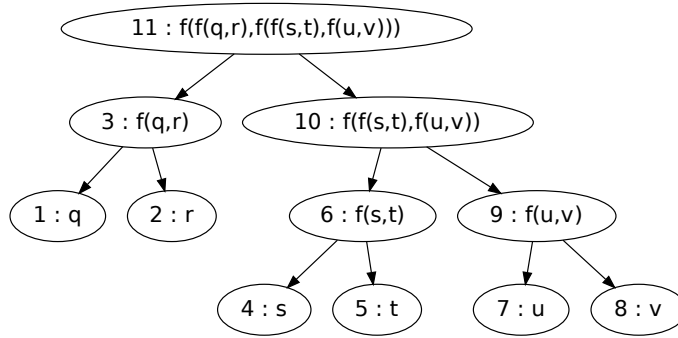 11 : f(f(q,r),f(f(s,t),f(u,v)))
3 : f(q,r)
10 : f(f(s,t),f(u,v))
1 : q
2 : r
6 : f(s,t)
9 : f(u,v)
4 : s
5 : t
7 : u
8 : v